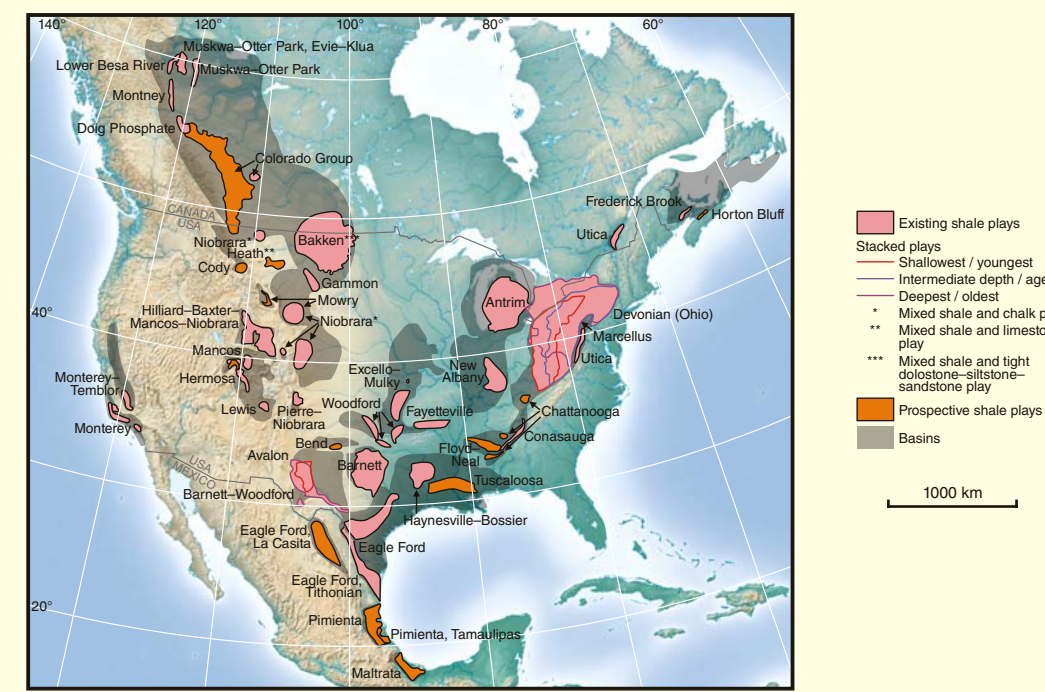 140°
120°
100°
80°
60°
Muskwa–Otter Park, Evie–Klua
Lower Besa River
Muskwa–Otter Park
Montney
Doig Phosphate
Colorado Group
CANADA
USA
Frederick Brook
Horton Bluff
Utica
Niobrara*
Bakken***
Heath**
Cody
Gammon
Mowry
Antrim
40°
Hilliard–Baxter–
Mancos–Niobrara
Niobrara*
Devonian (Ohio)
Marcellus
Utica
Mancos
Hermosa
Excello–
Mulky
New
Albany
Monterey–
Temblor
Lewis
Pierre–
Niobrara
Woodford
Fayetteville
Chattanooga
Monterey
Conasauga
Bend
Floyd–
Neal
Avalon
Barnett
USA
MEXICO
Tuscaloosa
Barnett–Woodford
Haynesville–Bossier
Eagle Ford,
La Casita
Eagle Ford
Eagle Ford,
Tithonian
20°
Pimienta
Pimienta, Tamaulipas
Maltrata
Existing shale plays
Stacked plays
Shallowest / youngest
Intermediate depth / age
Deepest / oldest
* Mixed shale and chalk p
** Mixed shale and limesto
play
*** Mixed shale and tight
dolostone–siltstone–
sandstone play
Prospective shale plays
Basins
1000 km